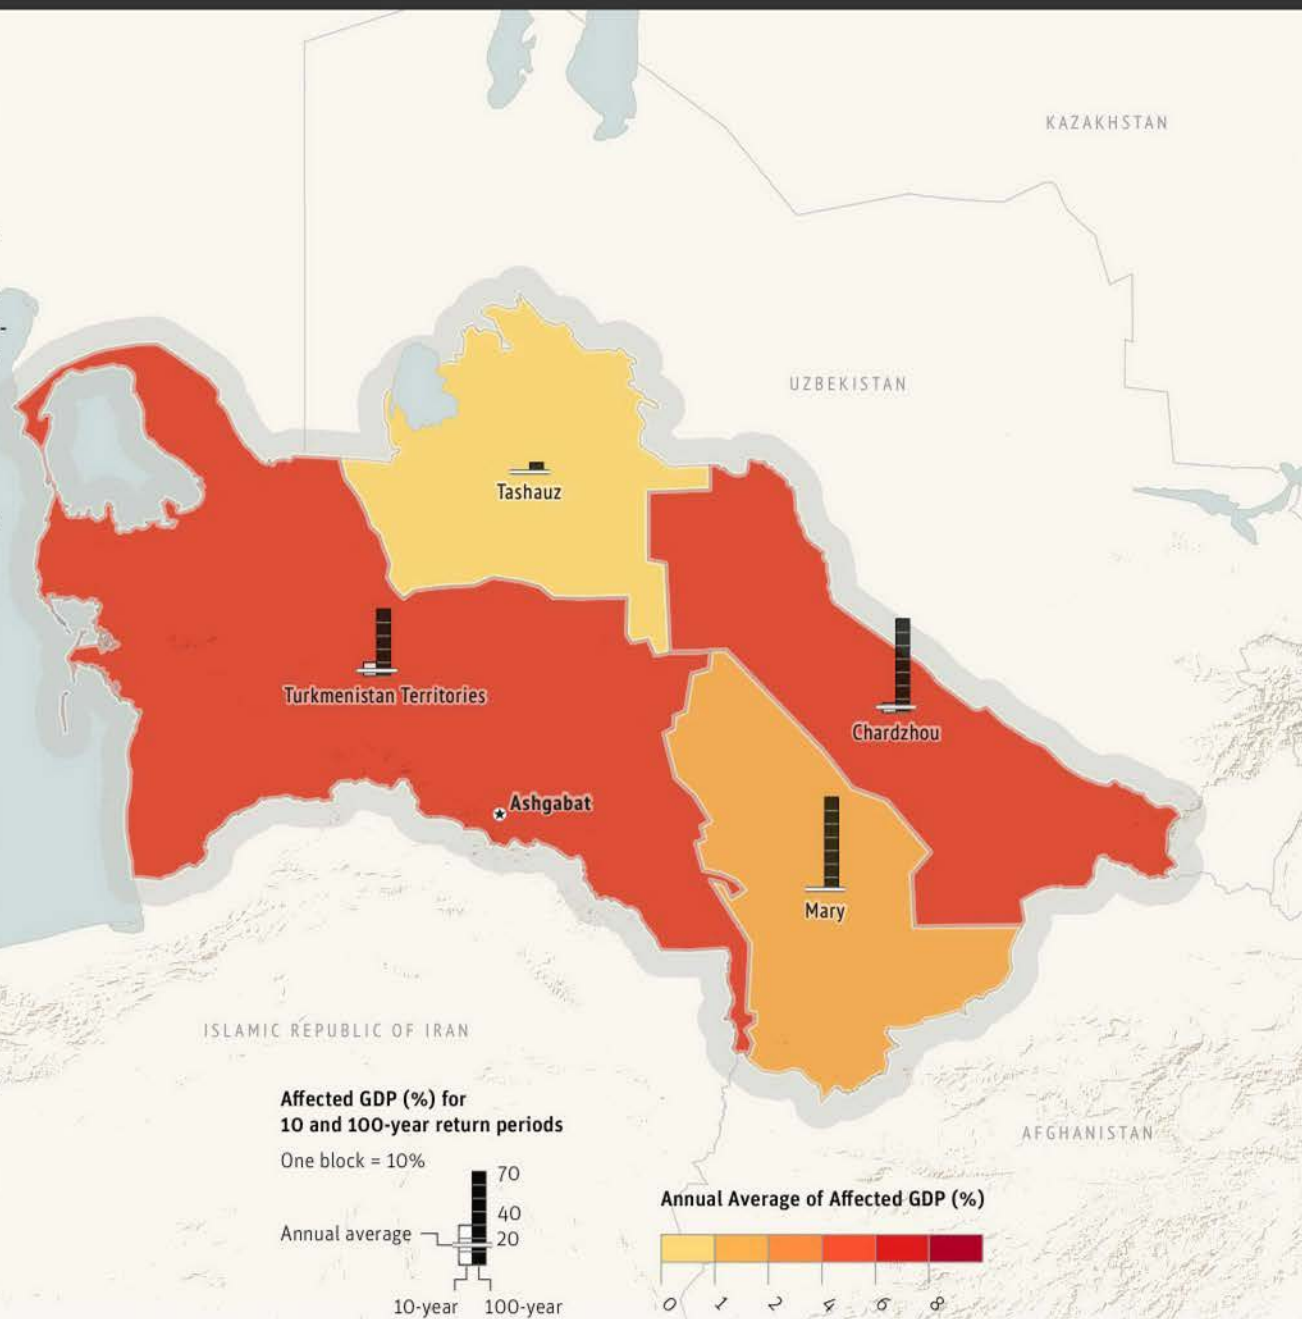 KAZAKHSTAN
UZBEKISTAN
Tashauz
Turkmenistan Territories
Chardzhou
Ashgabat
Mary
ISLAMIC REPUBLIC OF IRAN
AFGHANISTAN
Affected GDP (%) for
10 and 100-year return periods
One block = 10%
70
40
Annual average
20
10-year 100-year
Annual Average of Affected GDP (%)
0 1 2 4 6 8